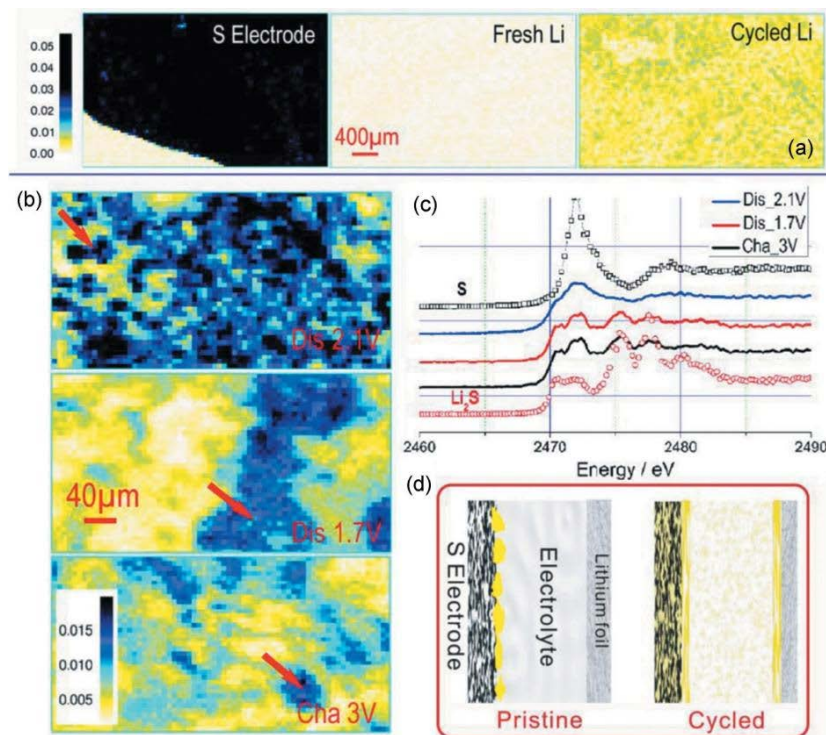 0.05
0.04
0.03
0.02
0.01
0.00
S Electrode
Fresh Li
400µm
Cycled Li
(a)
(b)
Dis 2.1V
40µm
Dis 1.7V
0.015
0.010
0.005
Cha 3V
(c)
Dis_2.1V
Dis_1.7V
Cha_3V
S
Li₂S
2460
2470
2480
2490
Energy / eV
(d)
S Electrode
Electrolyte
Lithium foil
Pristine
Cycled